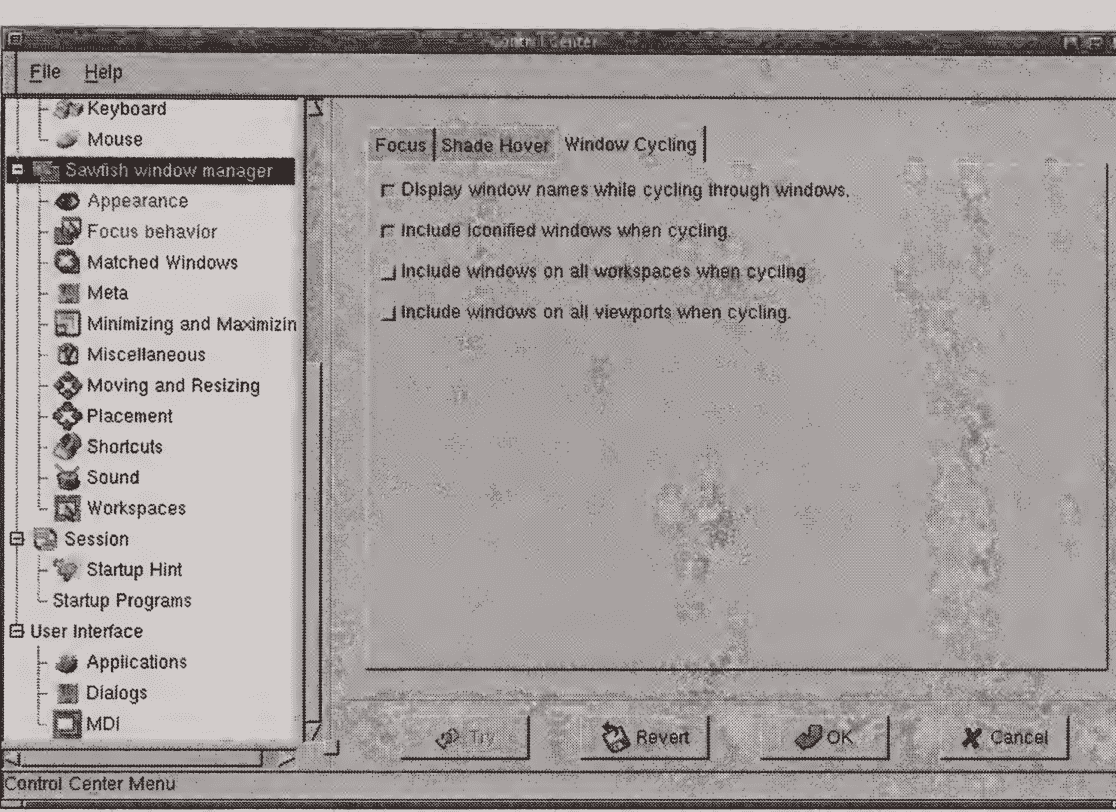 Control Center
File Help
Keyboard
Mouse
Sawfish window manager
Appearance
Focus behavior
Matched Windows
Meta
Minimizing and Maximizin
Miscellaneous
Moving and Resizing
Placement
Shortcuts
Sound
Workspaces
Session
Startup Hint
Startup Programs
User Interface
Applications
Dialogs
MDI
Focus Shade Hover Window Cycling
Display window names while cycling through windows.
Include iconified windows when cycling.
Include windows on all workspaces when cycling
Include windows on all viewports when cycling.
Try Revert OK Cancel
Control Center Menu